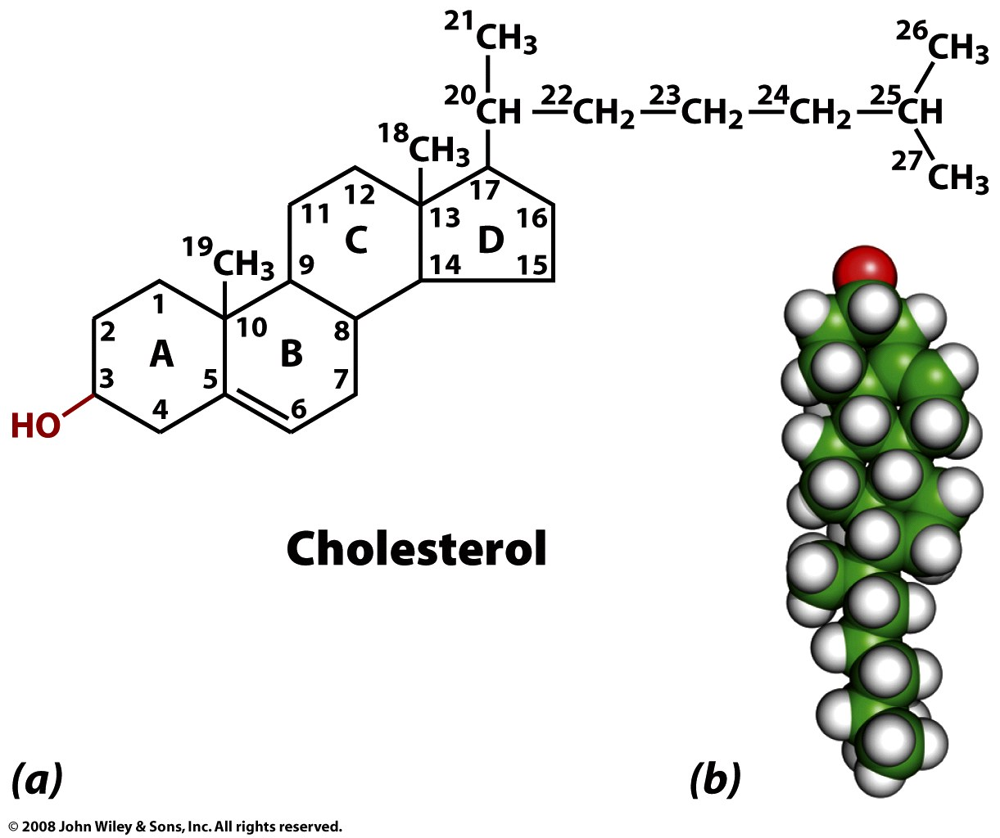 21CH3
26CH3
20CH 22CH2 23CH2 24CH2 25CH
18CH3
27CH3
17
12
11 13 16
C D
19CH3 9 14 15
1
2 10 8
A B
3 5 7
4 6
HO
Cholesterol
(a) (b)
© 2008 John Wiley & Sons, Inc. All rights reserved.